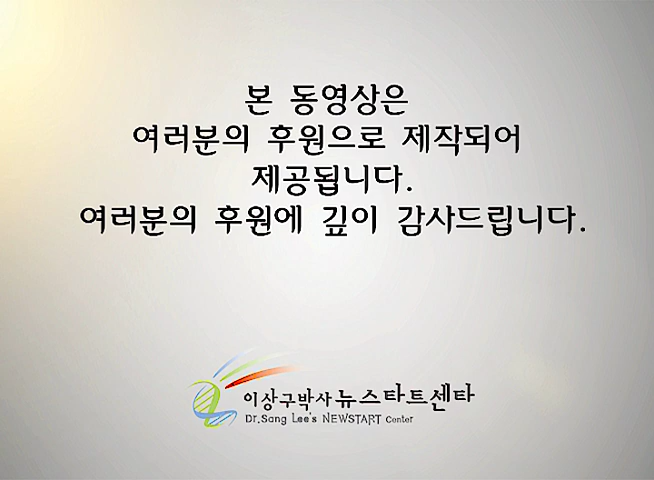 본 동영상은
여러분의 후원으로 제작되어
제공됩니다.
여러분의 후원에 깊이 감사드립니다.
이상구박사 뉴스타트센타
Dr.Sang Lee's NEWSTART Center